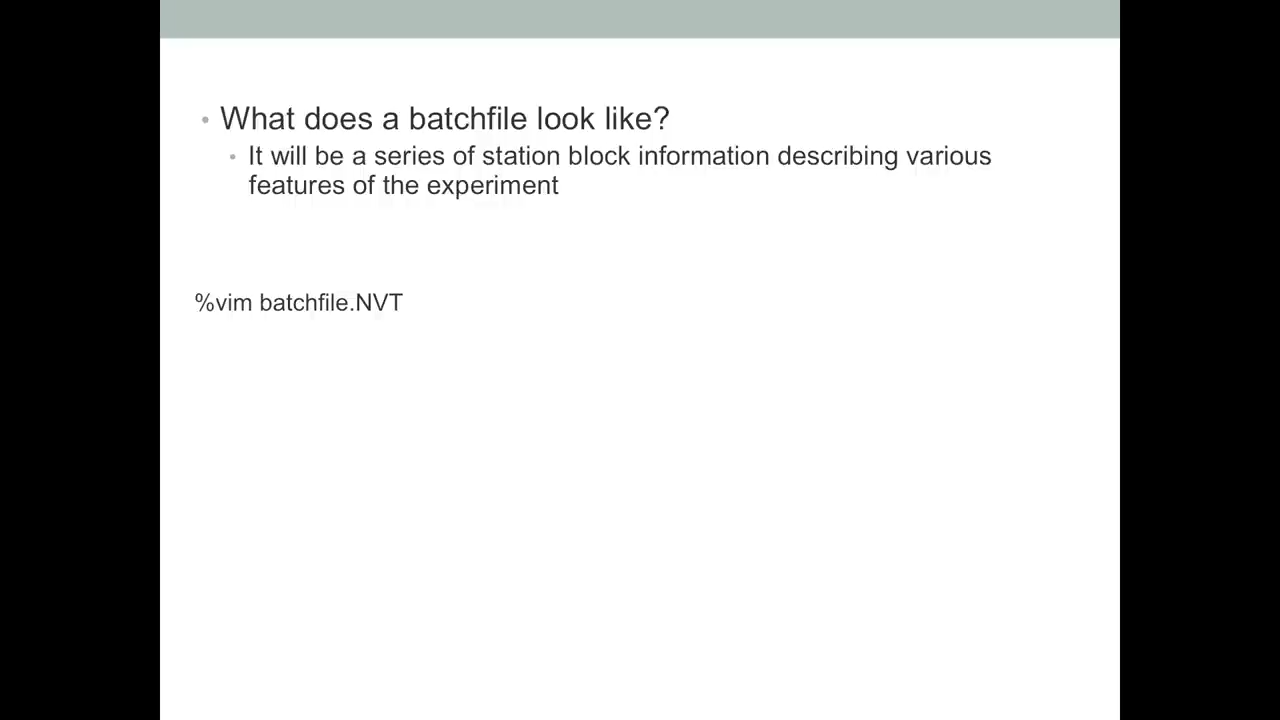 • What does a batchfile look like?
• It will be a series of station block information describing various
features of the experiment
%vim batchfile.NVT